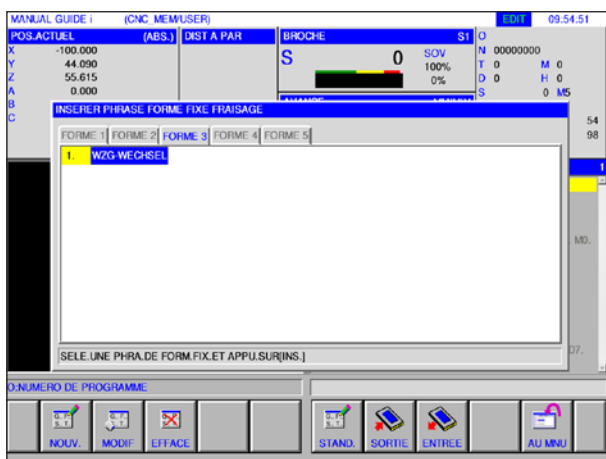 MANUAL GUIDE i (CNC_MEM/USER) EDIT 09:54:51
POS.ACTUEL (ABS.) DIST A PAR BROCHE S1 O
X -100.000 S 0 SOV N 00000000
Y 44.090 100% T 0 M 0
Z 55.615 0% D 0 H 0
A 0.000 S 0 M5
B
C
INSERER PHRASE FORME FIXE FRAISAGE
54
FORME 1 FORME 2 FORME 3 FORME 4 FORME 5
98
1. WZG-WECHSEL
1
M0.
07.
SELE.UNE PHRA.DE FORM.FIX.ET APPU.SUR[INS.]
O:NUMERO DE PROGRAMME
NOUV. MODIF EFFACE STAND. SORTIE ENTREE AU MNU